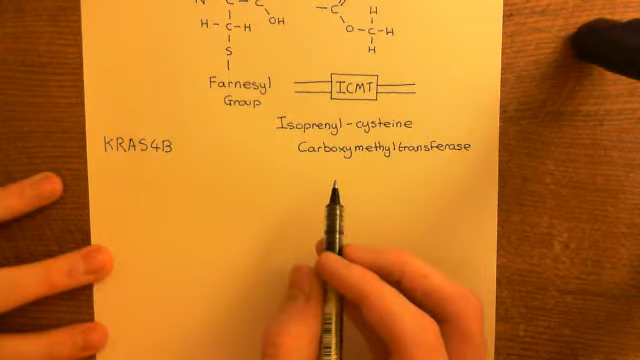 N C - C
OH
H - C - H
S
- C
O - C - H
H
H
Farnesyl
Group
ICMT
Isoprenyl-cysteine
Carboxymethyltransferase
KRAS4B